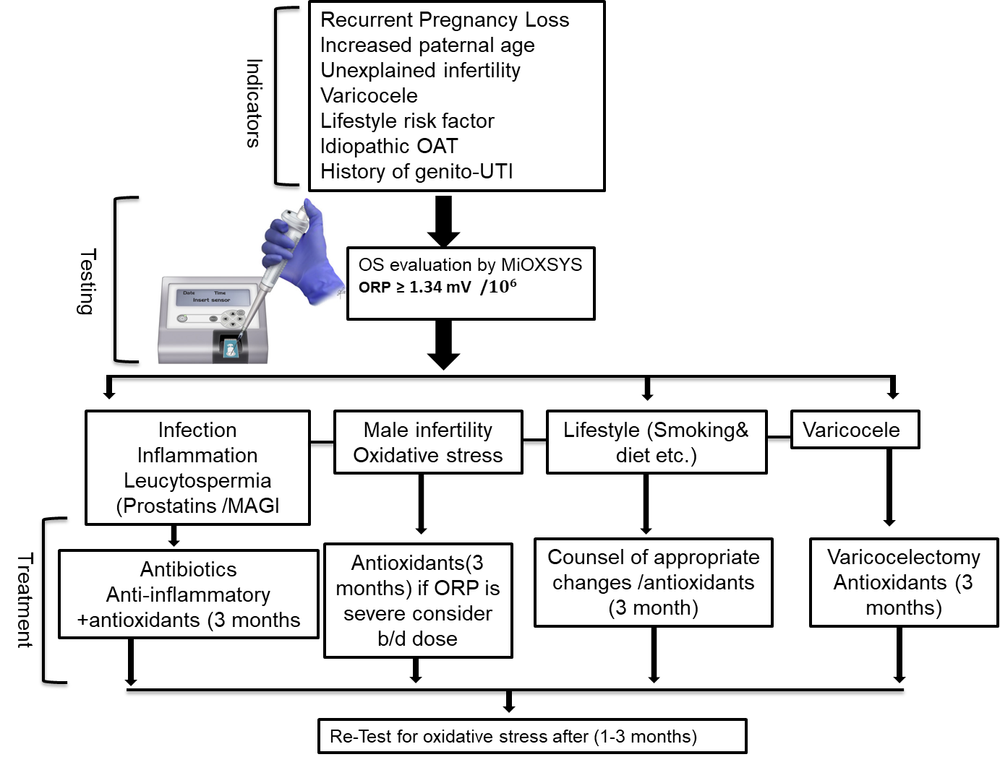 Indicators
Recurrent Pregnancy Loss
Increased paternal age
Unexplained infertility
Varicocele
Lifestyle risk factor
Idiopathic OAT
History of genito-UTI
Testing
Date Time
Insert sensor
OS evaluation by MiOXSYS
ORP ≥ 1.34 mV /10⁶
Infection
Inflammation
Leucytospermia
(Prostatins /MAGI
Male infertility
Oxidative stress
Lifestyle (Smoking&
diet etc.)
Varicocele
Treatment
Antibiotics
Anti-inflammatory
+antioxidants (3 months
Antioxidants(3
months) if ORP is
severe consider
b/d dose
Counsel of appropriate
changes /antioxidants
(3 month)
Varicocelectomy
Antioxidants (3
months)
Re-Test for oxidative stress after (1-3 months)